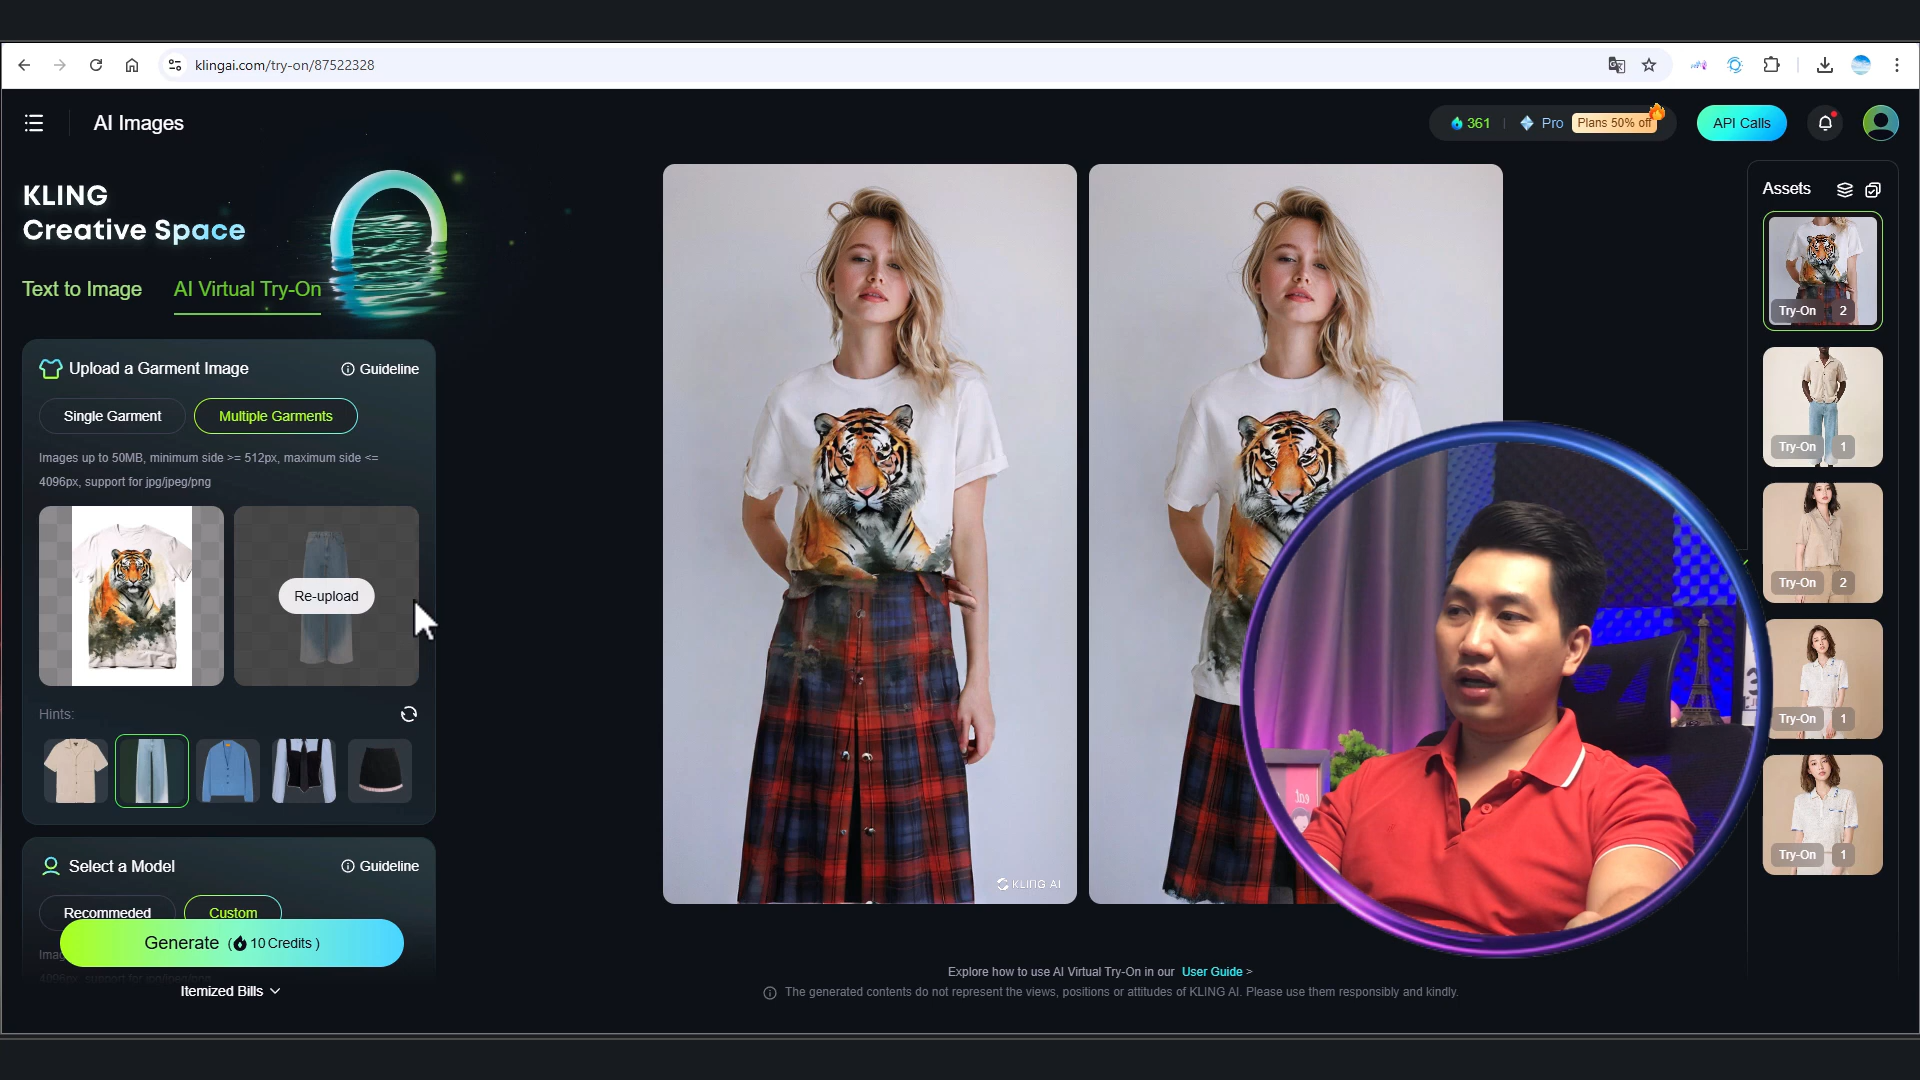 klingai.com/try-on/87522328
AI Images
361
Pro
Plans 50% off
API Calls
KLING
Creative Space
Text to Image
AI Virtual Try-On
Upload a Garment Image
Guideline
Single Garment
Multiple Garments
Images up to 50MB, minimum side >= 512px, maximum side <=
4096px, support for jpg/jpeg/png
Re-upload
Hints:
Select a Model
Guideline
Recommeded
Custom
Generate ( 10 Credits )
Itemized Bills
KLING AI
Explore how to use AI Virtual Try-On in our User Guide >
The generated contents do not represent the views, positions or attitudes of KLING AI. Please use them responsibly and kindly.
Assets
Try-On 2
Try-On 1
Try-On 2
Try-On 1
Try-On 1